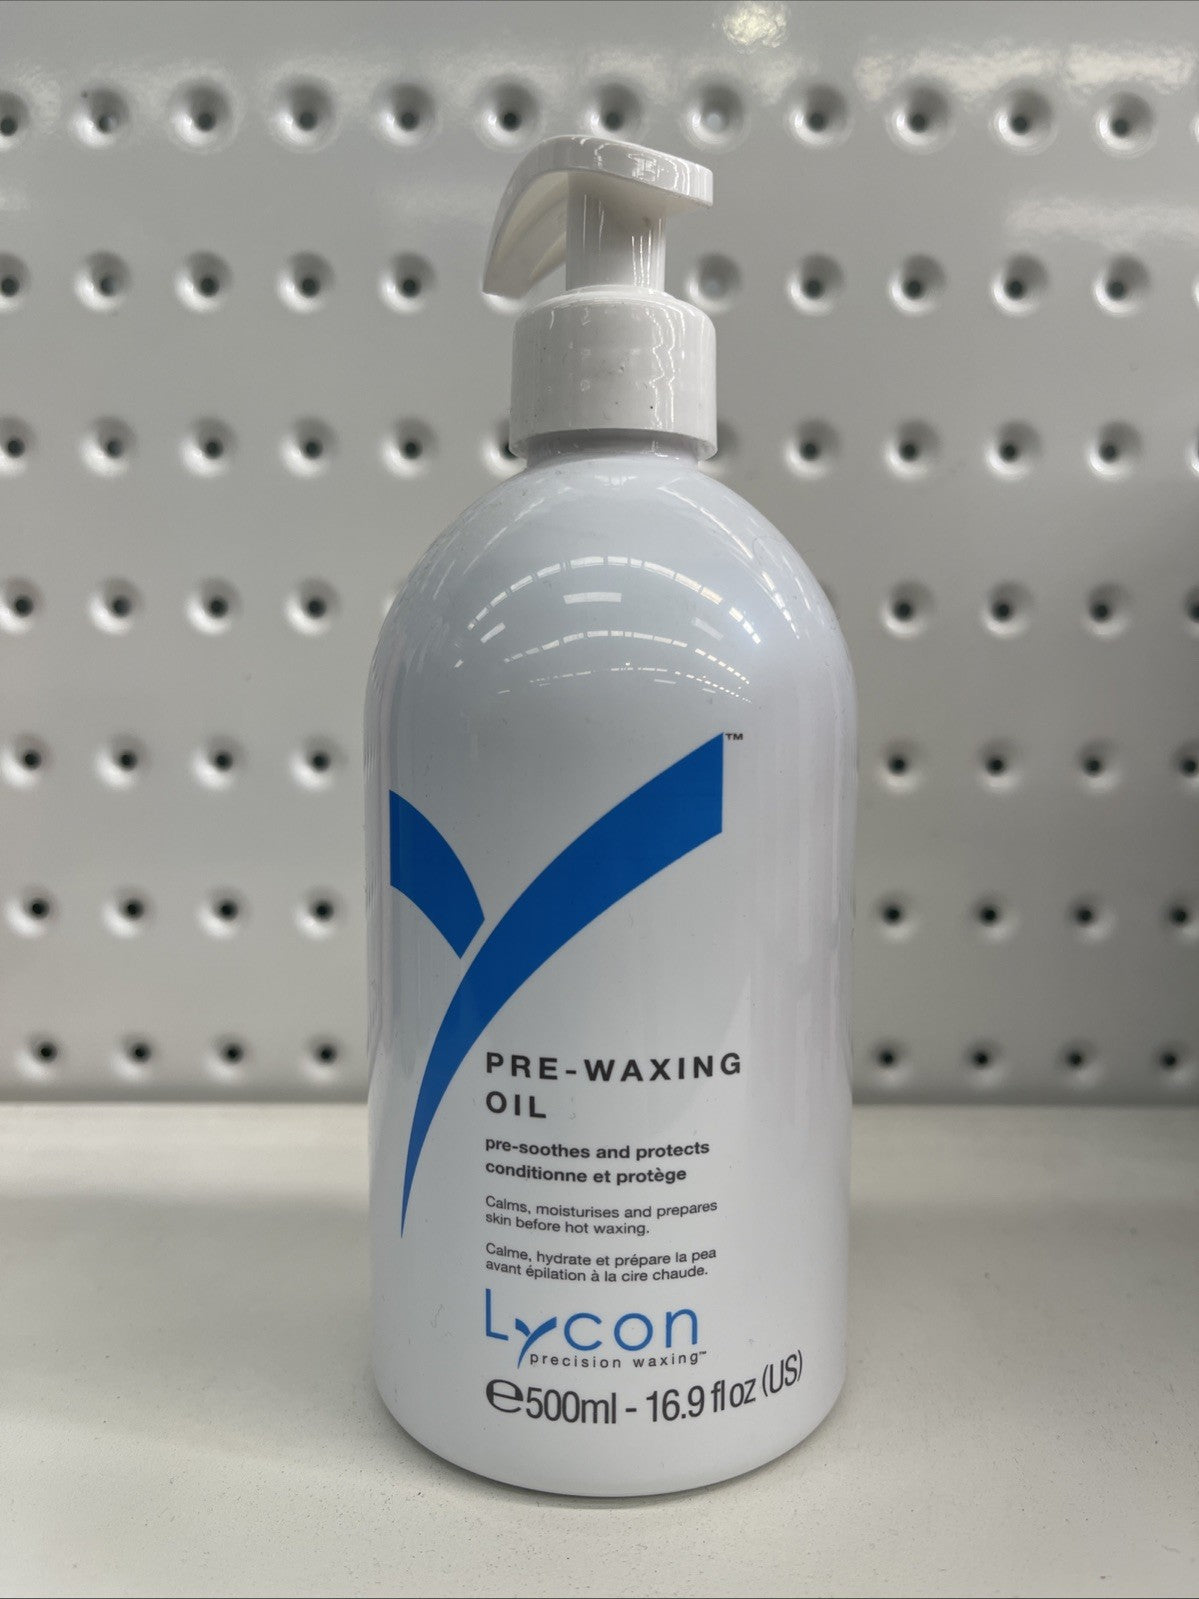 ™
PRE-WAXING
OIL
pre-soothes and protects
conditionne et protège
Calms, moisturises and prepares
skin before hot waxing.
Calme, hydrate et prépare la pea
avant épilation à la cire chaude.
Lycon
precision waxing™
℮500ml - 16.9 fl oz (US)